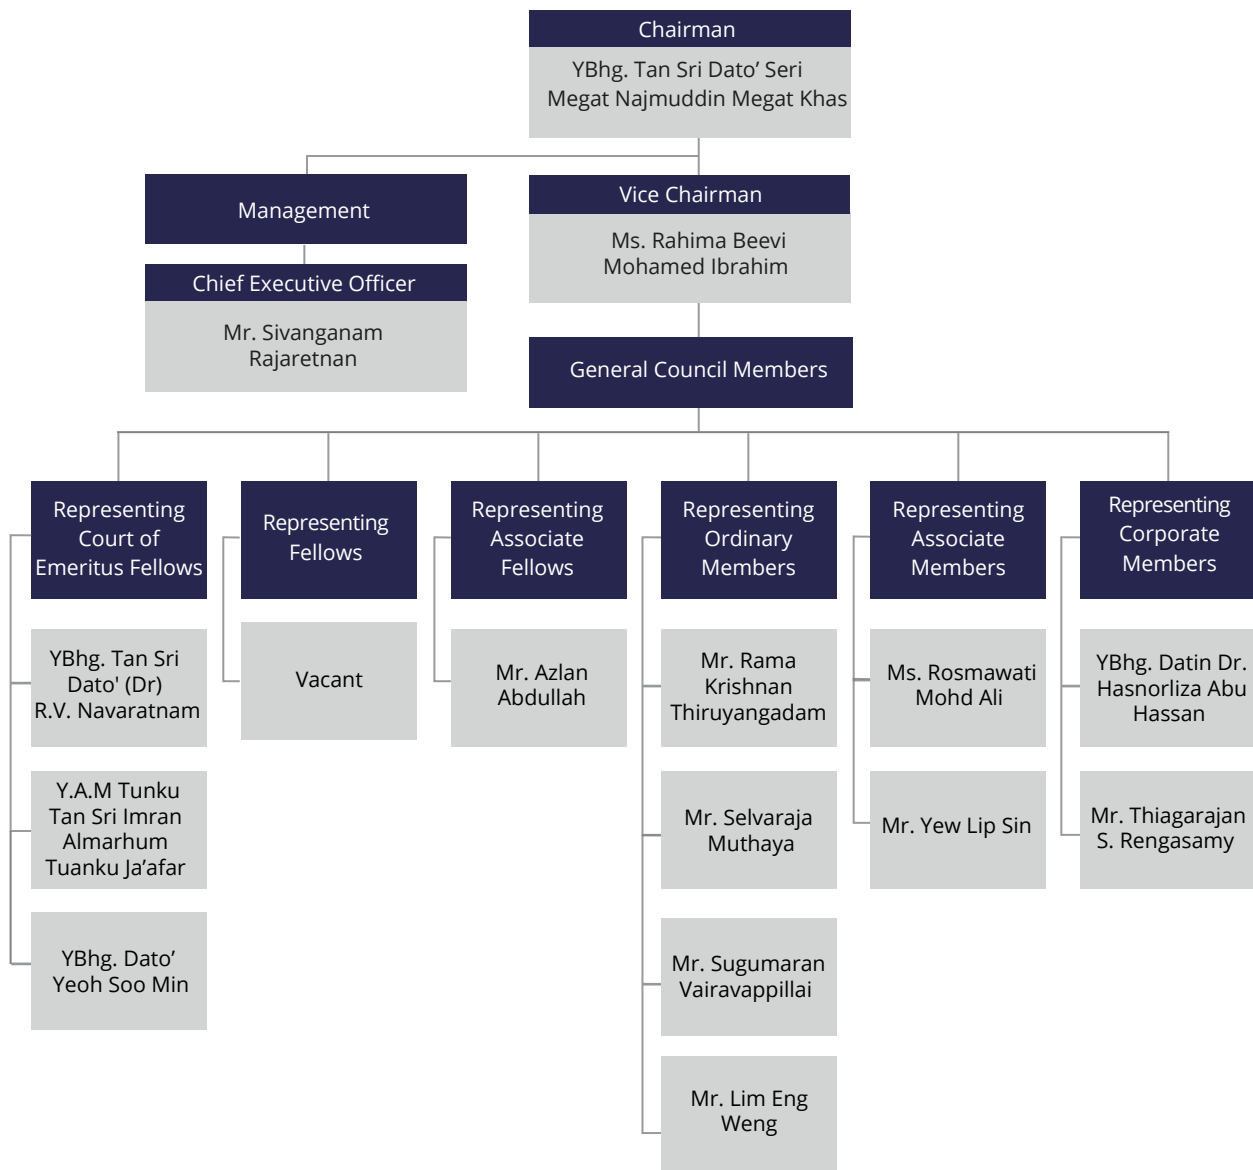 Chairman
YBhg. Tan Sri Dato’ Seri
Megat Najmuddin Megat Khas
Management
Chief Executive Officer
Mr. Sivanganam
Rajaretnan
Vice Chairman
Ms. Rahima Beevi
Mohamed Ibrahim
General Council Members
Representing
Court of
Emeritus Fellows
YBhg. Tan Sri
Dato' (Dr)
R.V. Navaratnam
Y.A.M Tunku
Tan Sri Imran
Almarhum
Tuanku Ja’afar
YBhg. Dato’
Yeoh Soo Min
Representing
Fellows
Vacant
Representing
Associate
Fellows
Mr. Azlan
Abdullah
Representing
Ordinary
Members
Mr. Rama
Krishnan
Thiruyangadam
Mr. Selvaraja
Muthaya
Mr. Sugumaran
Vairavappillai
Mr. Lim Eng
Weng
Representing
Associate
Members
Ms. Rosmawati
Mohd Ali
Mr. Yew Lip Sin
Representing
Corporate
Members
YBhg. Datin Dr.
Hasnorliza Abu
Hassan
Mr. Thiagarajan
S. Rengasamy